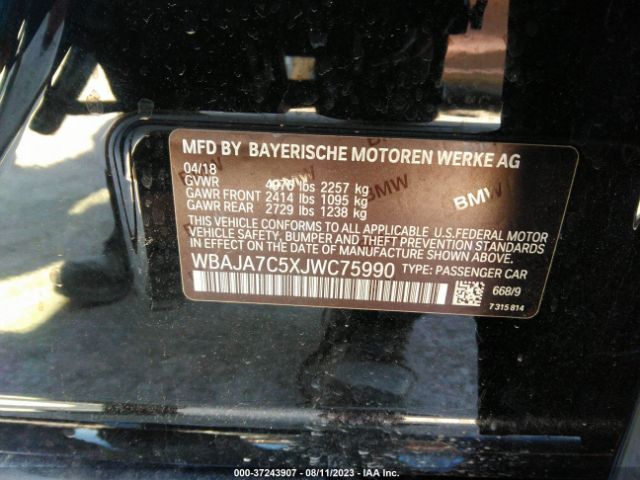 MFD BY BAYERISCHE MOTOREN WERKE AG
04/18
GVWR 4976 lbs 2257 kg
GAWR FRONT 2414 lbs 1095 kg
GAWR REAR 2729 lbs 1238 kg
THIS VEHICLE CONFORMS TO ALL APPLICABLE U.S.FEDERAL MOTOR
VEHICLE SAFETY, BUMPER AND THEFT PREVENTION STANDARDS
IN EFFECT ON THE DATE OF MANUFACTURE SHOWN ABOVE.
WBAJA7C5XJWC75990 TYPE: PASSENGER CAR
668/9
7 315 814
BMW
BMW
BMW
000-37243907 - 08/11/2023 - IAA Inc.